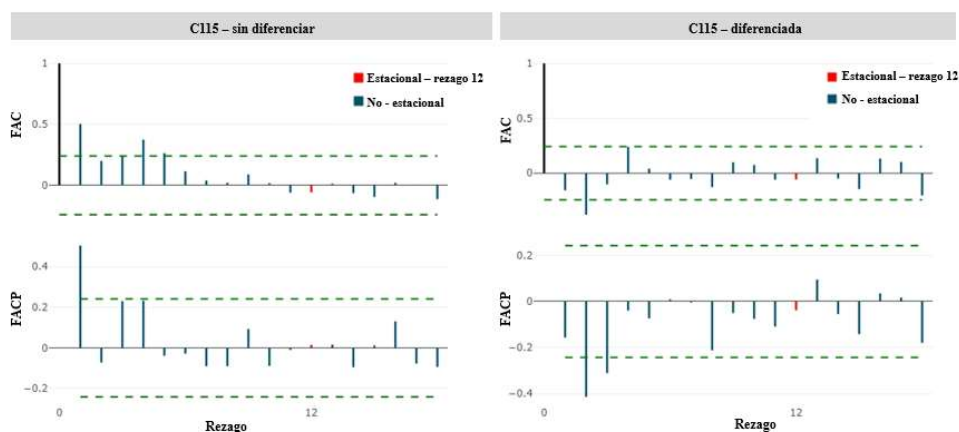 C115 – sin diferenciar
C115 – diferenciada
FAC
1
0.5
0
Estacional – rezago 12
No - estacional
FACP
0.4
0.2
0
−0.2
0
12
Rezago
FAC
1
0.5
0
Estacional – rezago 12
No - estacional
FACP
0.2
0
−0.2
−0.4
0
12
Rezago